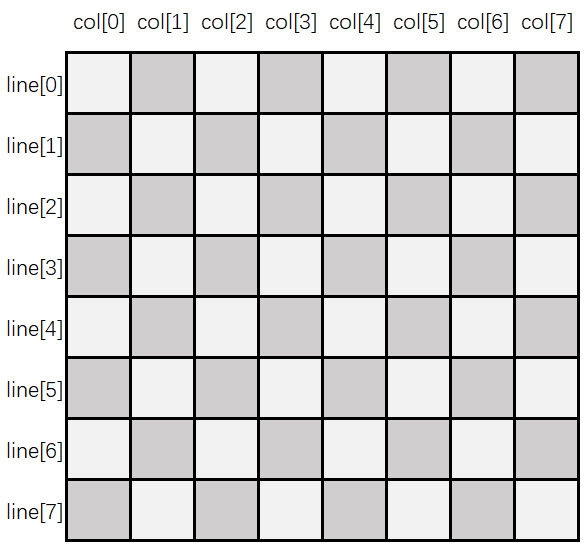 col[0] col[1] col[2] col[3] col[4] col[5] col[6] col[7]
line[0]
line[1]
line[2]
line[3]
line[4]
line[5]
line[6]
line[7]